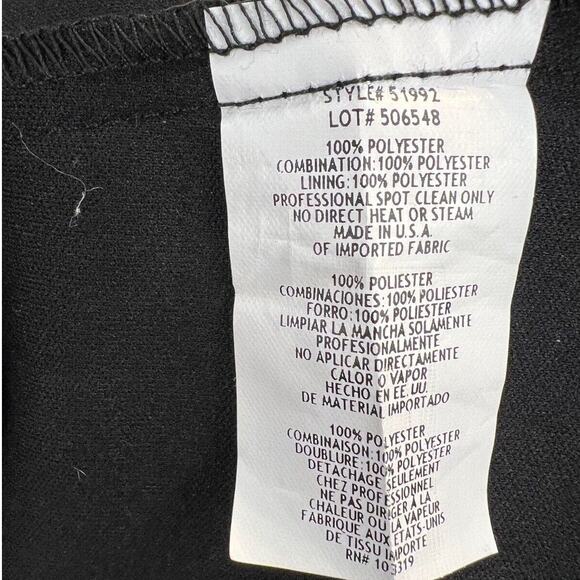 STYLE# 51992
LOT# 506548
100% POLYESTER
COMBINATION:100% POLYESTER
LINING:100% POLYESTER
PROFESSIONAL SPOT CLEAN ONLY
NO DIRECT HEAT OR STEAM
MADE IN U.S.A.
OF IMPORTED FABRIC
100% POLIESTER
COMBINACIONES:100% POLIESTER
FORRO:100% POLIESTER
LIMPIAR LA MANCHA SOLAMENTE
PROFESIONALMENTE
NO APLICAR DIRECTAMENTE
CALOR O VAPOR
HECHO EN EE.UU.
DE MATERIAL IMPORTADO
100% POLYESTER
COMBINAISON:100% POLYESTER
DOUBLURE:100% POLYESTER
DETACHAGE SEULEMENT
CHEZ PROFESSIONNEL
NE PAS DIRIGER À LA
CHALEUR OU LA VAPEUR
FABRIQUE AUX ETATS-UNIS
DE TISSU IMPORTE
RN#